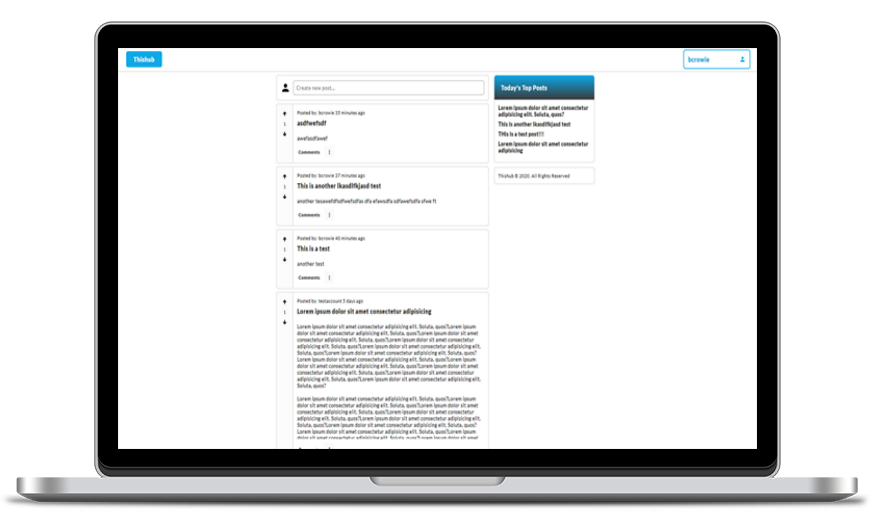 Thishub
bcrowie
Create new post...
Posted by: bcrowie 33 minutes ago
asdfwefsdf
awefasdfawef
Comments
1
Posted by: bcrowie 37 minutes ago
This is another
test
another
1
Comments
Posted by: bcrowie 40 minutes ago
This is a test
1
another test
Comments
Posted by: testaccount 3 days ago
Lorem ipsum dolor sit amet consectetur adipisicing
1
Lorem ipsum dolor sit amet consectetur adipisicing elit. Soluta, quos?Lorem ipsum
dolor sit amet consectetur adipisicing elit. Soluta, quos?Lorem ipsum dolor sit amet
consectetur adipisicing elit. Soluta, quos?Lorem ipsum dolor sit amet consectetur
adipisicing elit. Soluta, quos?Lorem ipsum dolor sit amet consectetur adipisicing elit.
Soluta, quos?Lorem ipsum dolor sit amet consectetur adipisicing elit. Soluta, quos?
Lorem ipsum dolor sit amet consectetur adipisicing elit. Soluta, quos?Lorem ipsum
dolor sit amet consectetur adipisicing elit. Soluta, quos?Lorem ipsum dolor sit amet
consectetur adipisicing elit. Soluta, quos?Lorem ipsum dolor sit amet consectetur
adipisicing elit. Soluta, quos?Lorem ipsum dolor sit amet consectetur adipisicing elit.
Soluta, quos?
Lorem ipsum dolor sit amet consectetur adipisicing elit. Soluta, quos?Lorem ipsum
dolor sit amet consectetur adipisicing elit. Soluta, quos?Lorem ipsum dolor sit amet
consectetur adipisicing elit. Soluta, quos?Lorem ipsum dolor sit amet consectetur
adipisicing elit. Soluta, quos?Lorem ipsum dolor sit amet consectetur adipisicing elit.
Soluta, quos?Lorem ipsum dolor sit amet consectetur adipisicing elit. Soluta, quos?
Lorem ipsum dolor sit amet consectetur adipisicing elit. Soluta, quos?Lorem ipsum
dolor sit amet consectetur adipisicing elit. Soluta, quos?Lorem ipsum dolor sit amet
Today's Top Posts
Lorem ipsum dolor sit amet consectetur
adipisicing elit. Soluta, quos?
This is another
test
THis is a test post!!!
Lorem ipsum dolor sit amet consectetur
adipisicing
Thishub © 2020. All Rights Reserved